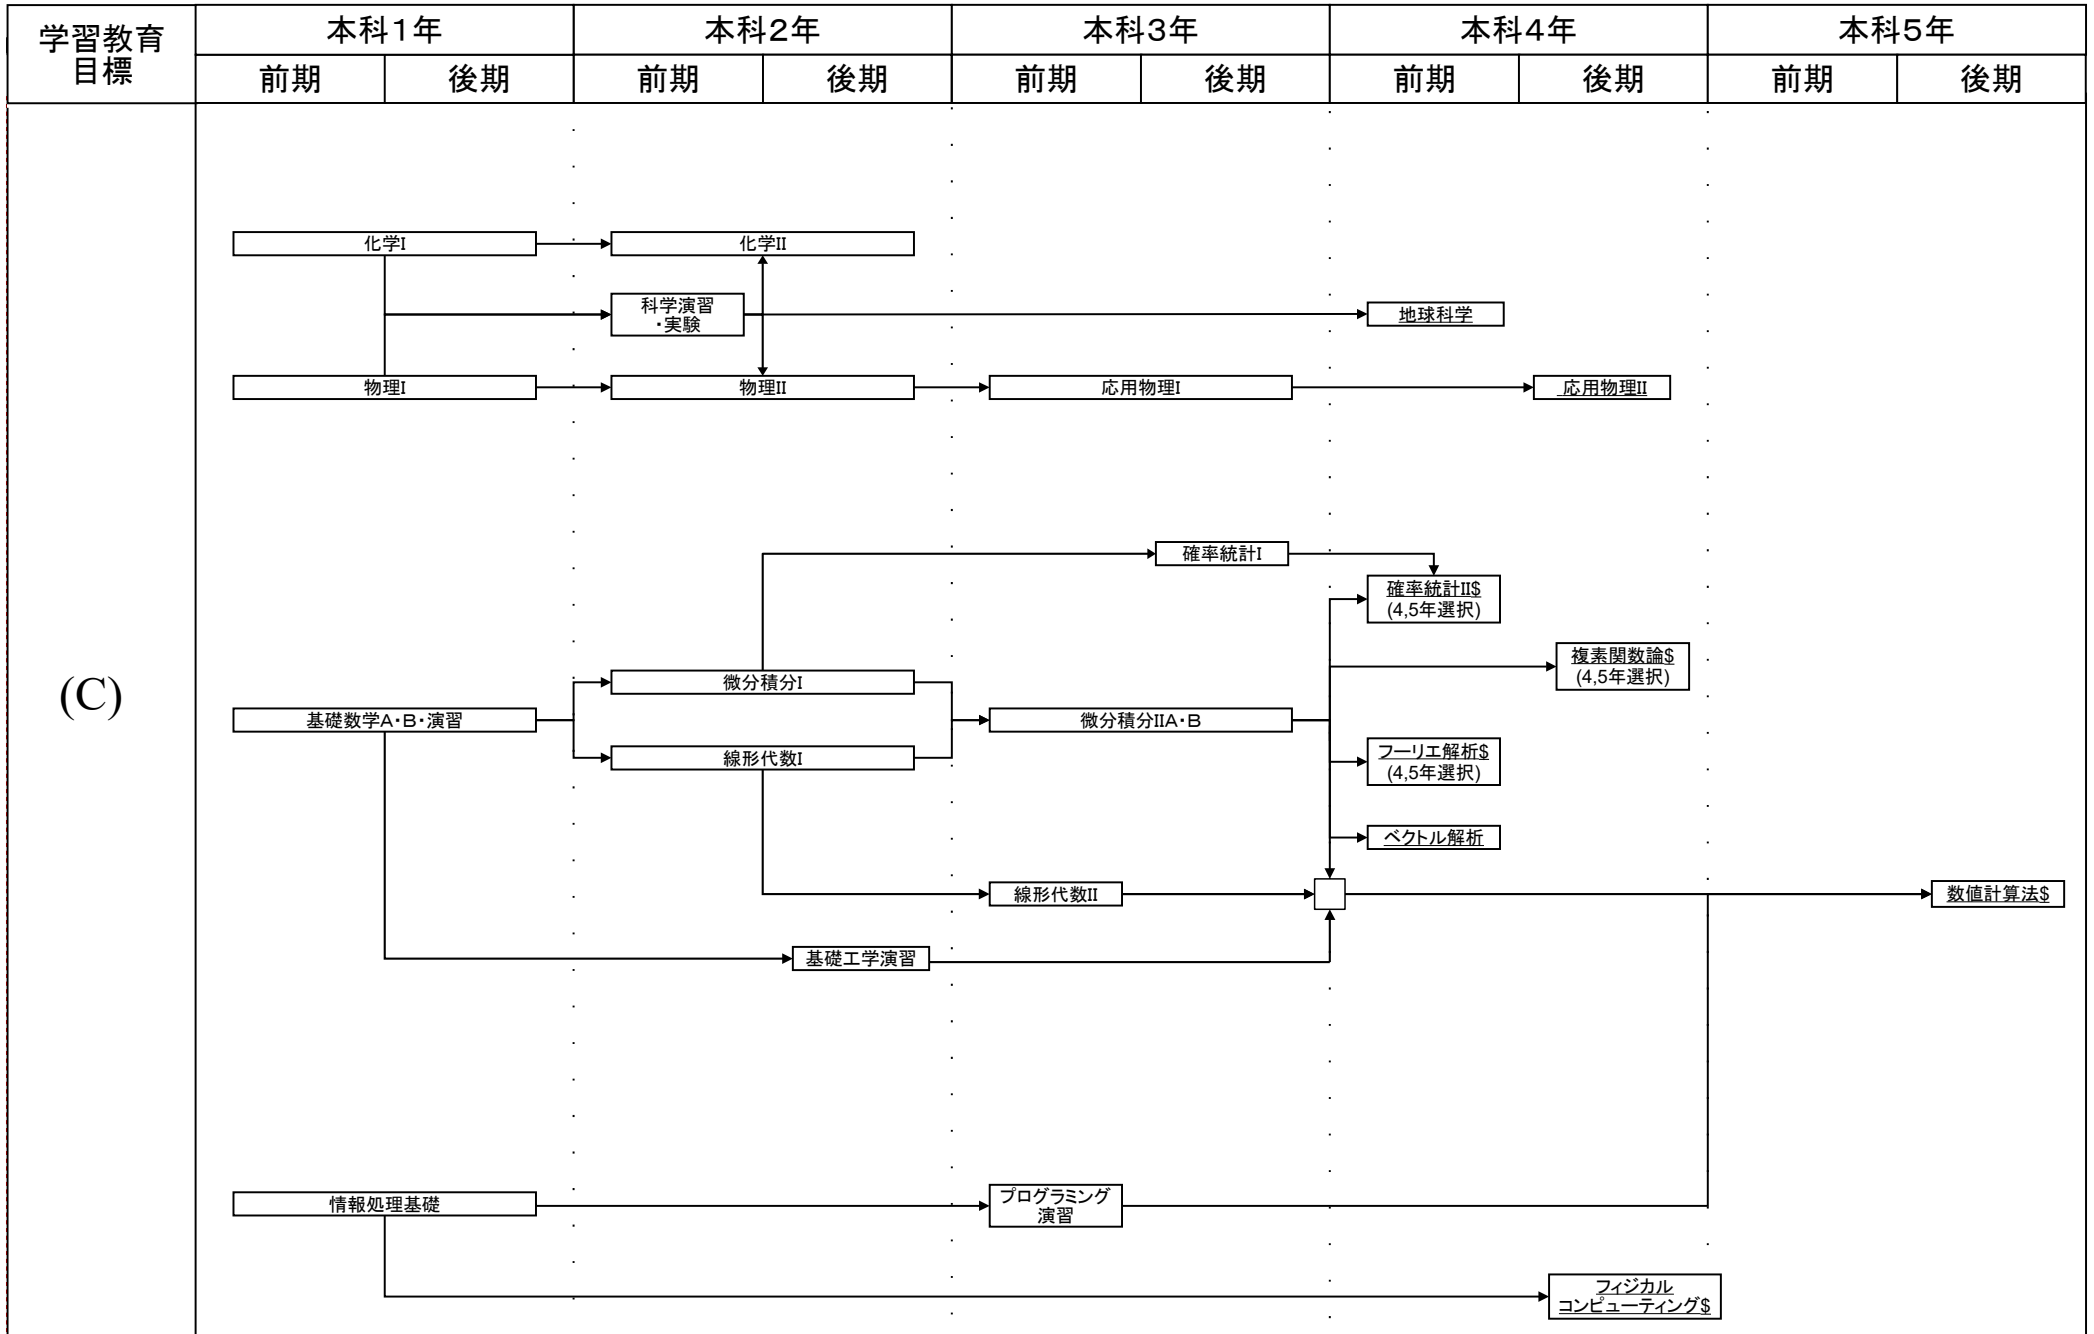 学習教育
目標
本科1年
本科2年
本科3年
本科4年
本科5年
前期
後期
前期
後期
前期
後期
前期
後期
前期
後期
(C)
化学I
化学II
科学演習
・実験
地球科学
物理I
物理II
応用物理I
応用物理II
確率統計I
確率統計II$
(4,5年選択)
複素関数論$
(4,5年選択)
微分積分I
基礎数学A・B・演習
微分積分IIA・B
線形代数I
フーリエ解析$
(4,5年選択)
ベクトル解析
線形代数II
数値計算法$
基礎工学演習
情報処理基礎
プログラミング
演習
フィジカル
コンピューティング$